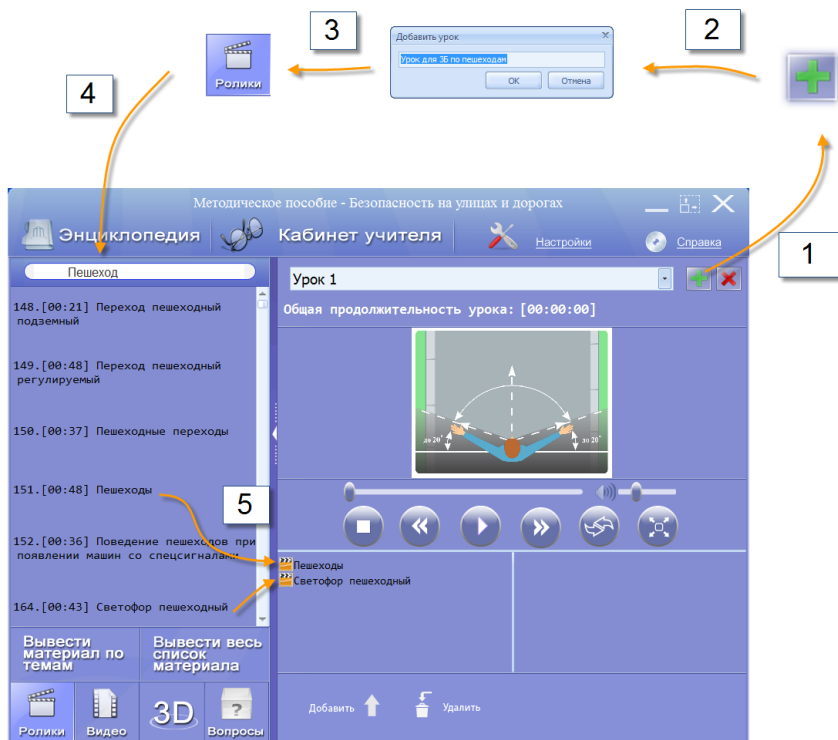 3
2
Добавить урок
Урок для 3Б по пешеходам
ОК
Отмена
Ролики
4
1
Методическое пособие - Безопасность на улицах и дорогах
Энциклопедия
Кабинет учителя
Настройки
Справка
Пешеход
Урок 1
Общая продолжительность урока: [00:00:00]
148.[00:21] Переход пешеходный
подземный
149.[00:48] Переход пешеходный
регулируемый
150.[00:37] Пешеходные переходы
151.[00:48] Пешеходы
152.[00:36] Поведение пешеходов при
появлении машин со спецсигналами
164.[00:43] Светофор пешеходный
до 20°
до 20°
5
Пешеходы
Светофор пешеходный
Вывести
материал по
темам
Вывести весь
список
материала
Ролики
Видео
3D
?
Вопросы
Добавить
Удалить